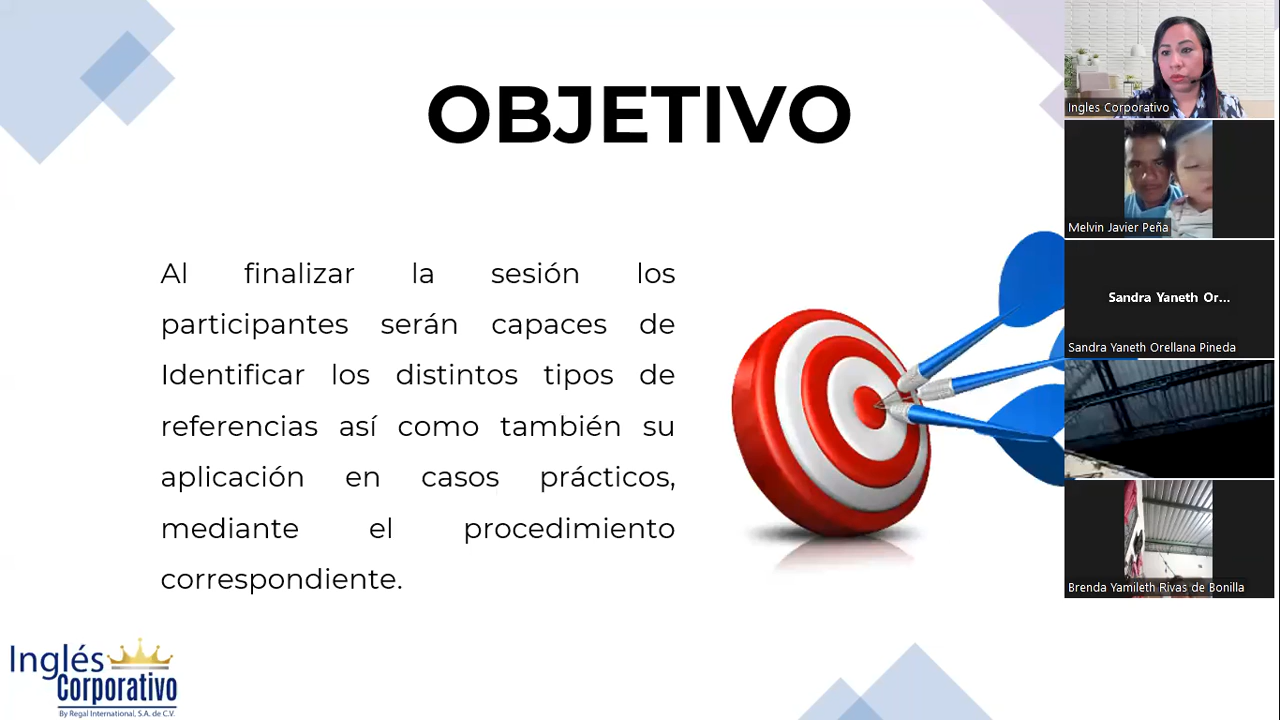 OBJETIVO
Al finalizar la sesión los
participantes serán capaces de
Identificar los distintos tipos de
referencias así como también su
aplicación en casos prácticos,
mediante el procedimiento
correspondiente.
Inglés
Corporativo
By Regal International, S.A. de C.V.
Ingles Corporativo
Melvin Javier Peña
Sandra Yaneth Or...
Sandra Yaneth Orellana Pineda
Brenda Yamileth Rivas de Bonilla